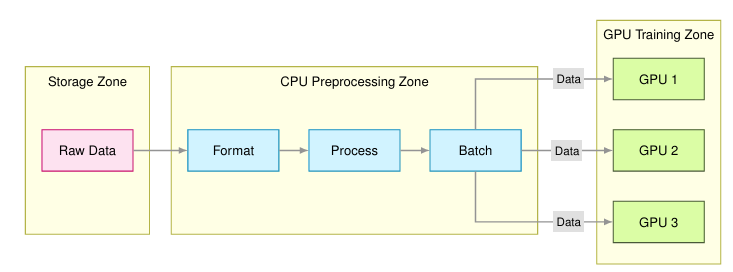 Storage Zone
Raw Data
CPU Preprocessing Zone
Format
Process
Batch
Data
Data
Data
GPU Training Zone
GPU 1
GPU 2
GPU 3